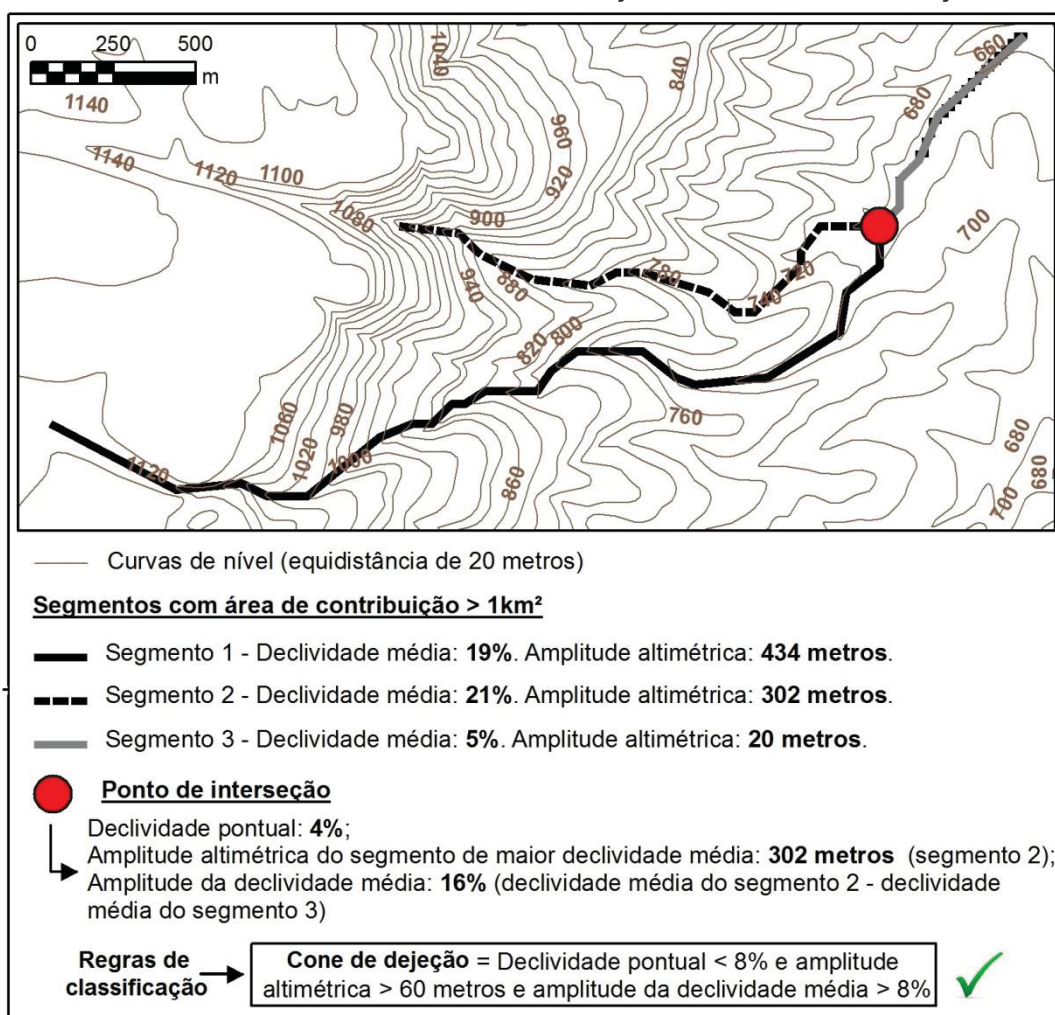 0 250 500
m
1140
1140
1120
1100
1080
1040
960
920
900
840
940
880
780
720
740
820
800
760
700
680
660
1060
1020
980
1000
1120
860
680
700
680
Curvas de nível (equidistância de 20 metros)
Segmentos com área de contribuição > 1km²
Segmento 1 - Declividade média: 19%. Amplitude altimétrica: 434 metros.
Segmento 2 - Declividade média: 21%. Amplitude altimétrica: 302 metros.
Segmento 3 - Declividade média: 5%. Amplitude altimétrica: 20 metros.
Ponto de interseção
Declividade pontual: 4%;
Amplitude altimétrica do segmento de maior declividade média: 302 metros (segmento 2);
Amplitude da declividade média: 16% (declividade média do segmento 2 - declividade
média do segmento 3)
Regras de
classificação
Cone de dejeção = Declividade pontual < 8% e amplitude
altimétrica > 60 metros e amplitude da declividade média > 8%